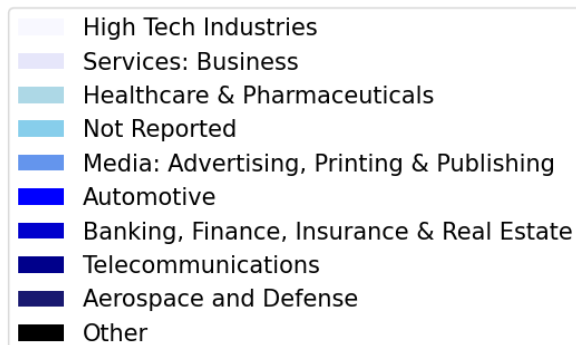 High Tech Industries
Services: Business
Healthcare & Pharmaceuticals
Not Reported
Media: Advertising, Printing & Publishing
Automotive
Banking, Finance, Insurance & Real Estate
Telecommunications
Aerospace and Defense
Other